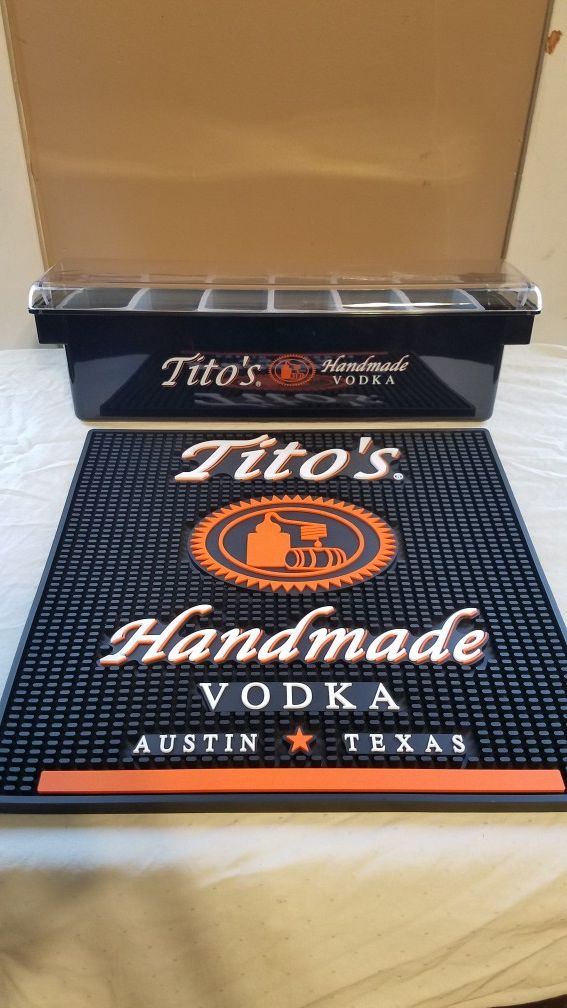 Tito's® Handmade
VODKA
Tito's®
Handmade
VODKA
AUSTIN ★ TEXAS